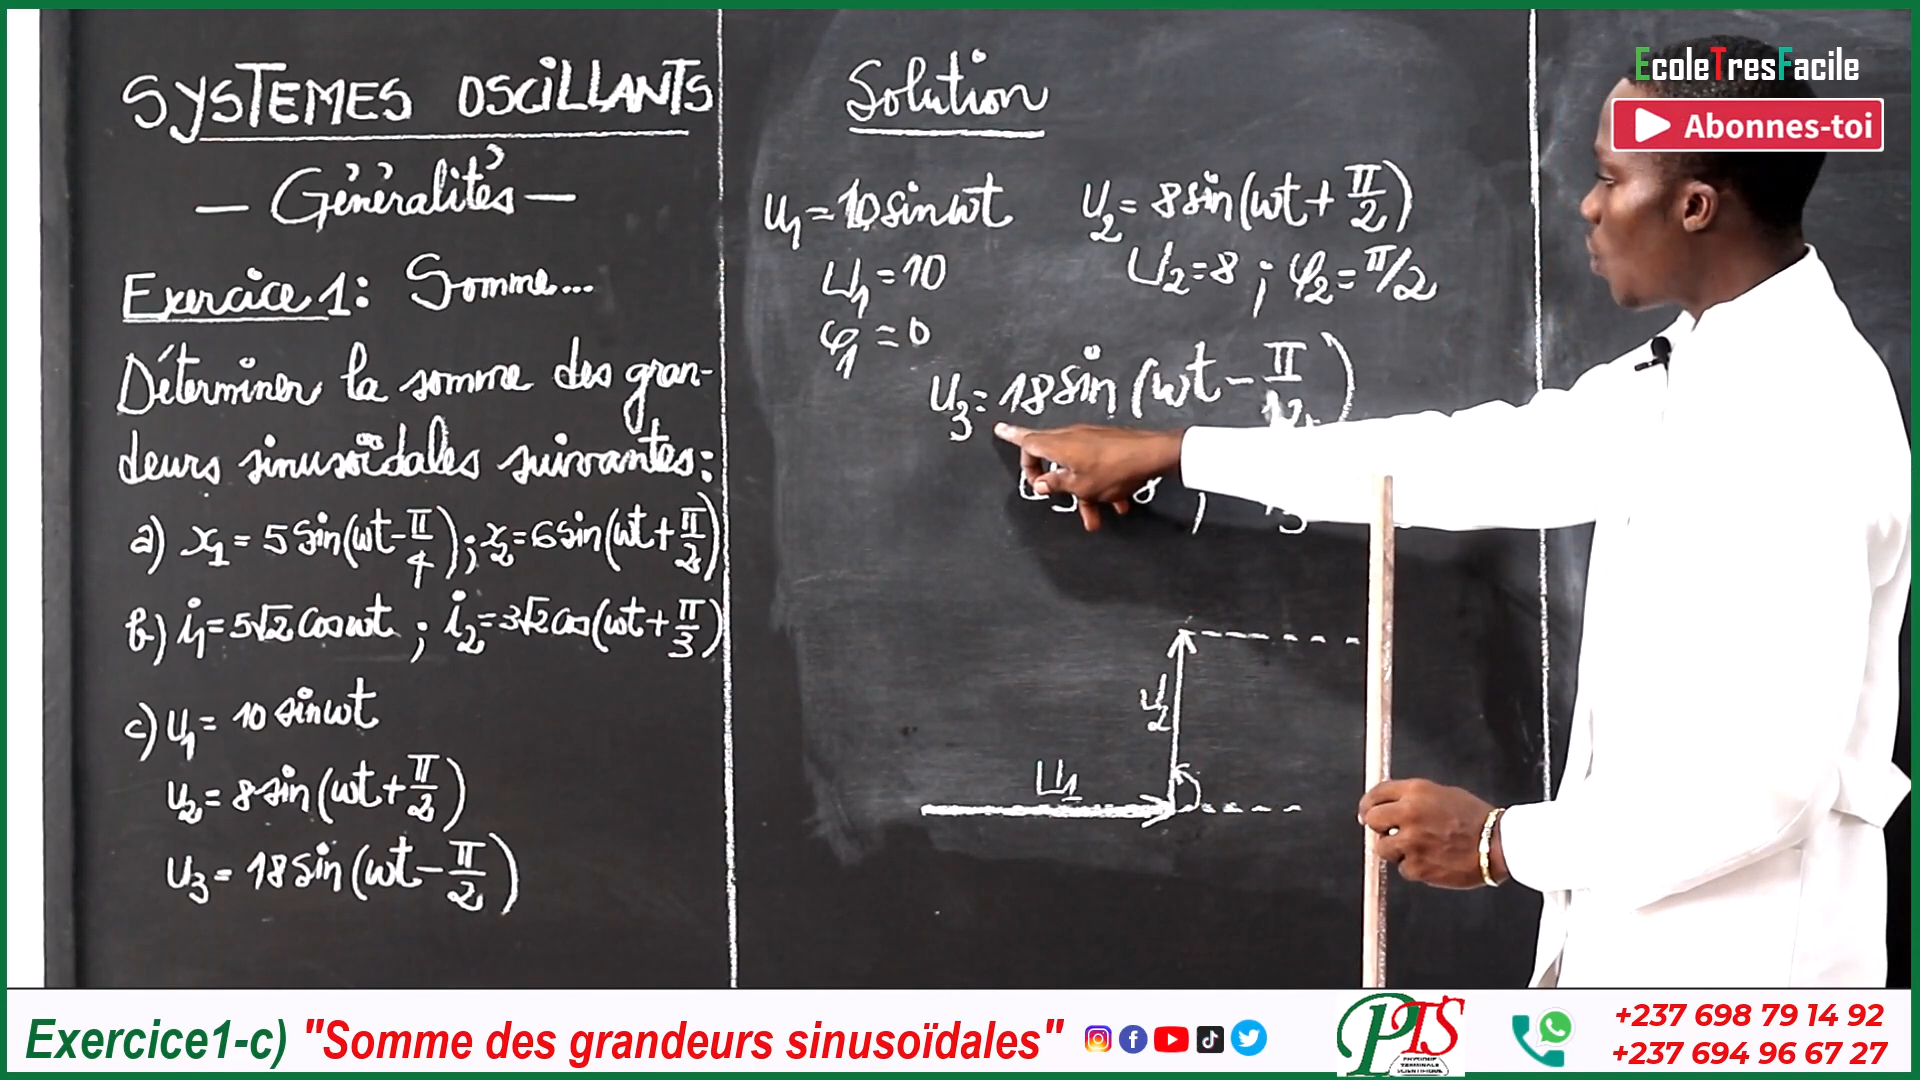 SYSTEMES OSCILLANTS
— Généralités —
Exercice 1: Somme...
Déterminer la somme des gran-
deurs sinusoïdales suivantes:
a) x₁ = 5 sin(ωt - π/4) ; x₂ = 6 sin(ωt + π/2)
b) i₁ = 5√2 cos ωt ; i₂ = 3√2 cos(ωt + π/3)
c) u₁ = 10 sin ωt
u₂ = 8 sin (ωt + π/2)
u₃ = 18 sin (ωt - π/2)
Solution
u₁ = 10 sin ωt
U₁ = 10
φ₁ = 0
u₂ = 8 sin(ωt + π/2)
U₂ = 8 ; φ₂ = π/2
u₃ = 18 sin (ωt - π
U₂
U₁
EcoleTresFacile
Abonnes-toi
Exercice1-c) "Somme des grandeurs sinusoïdales"
PTS
PHYSIQUE
TERMINALE
SCIENTIFIQUE
+237 698 79 14 92
+237 694 96 67 27